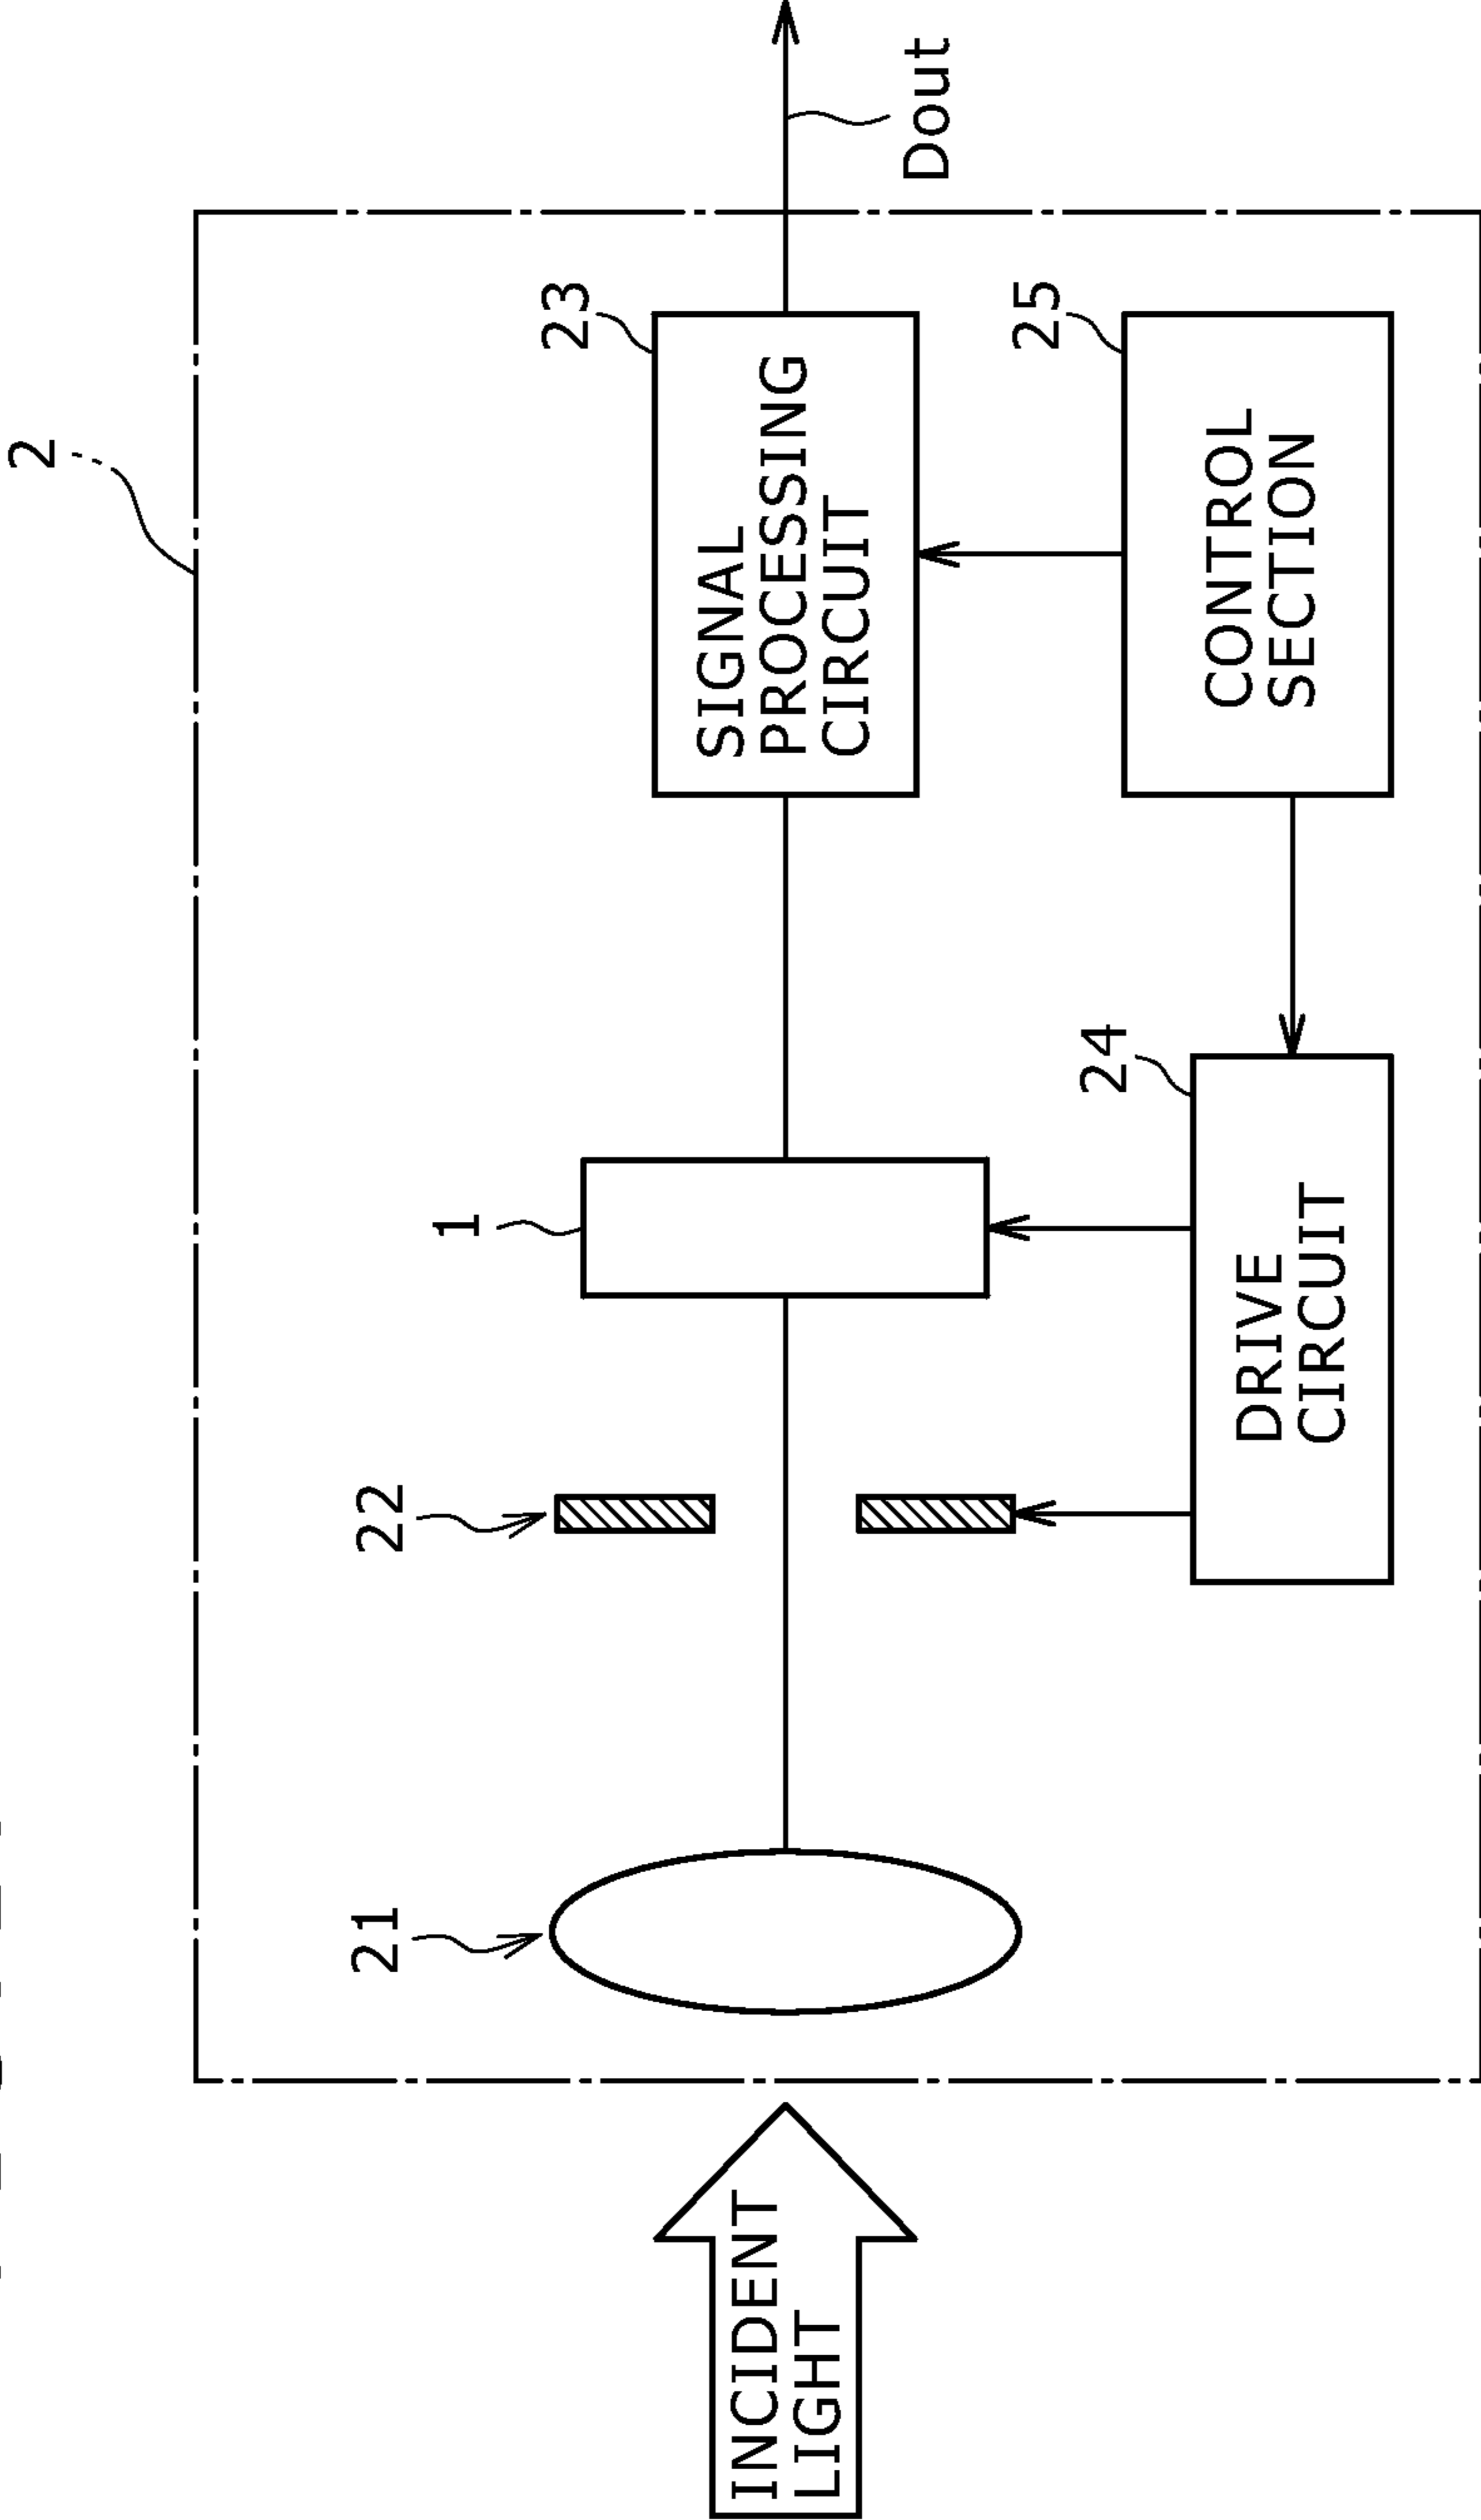 2
INCIDENT
LIGHT
21
22
1
23
SIGNAL
PROCESSING
CIRCUIT
Dout
24
DRIVE
CIRCUIT
25
CONTROL
SECTION